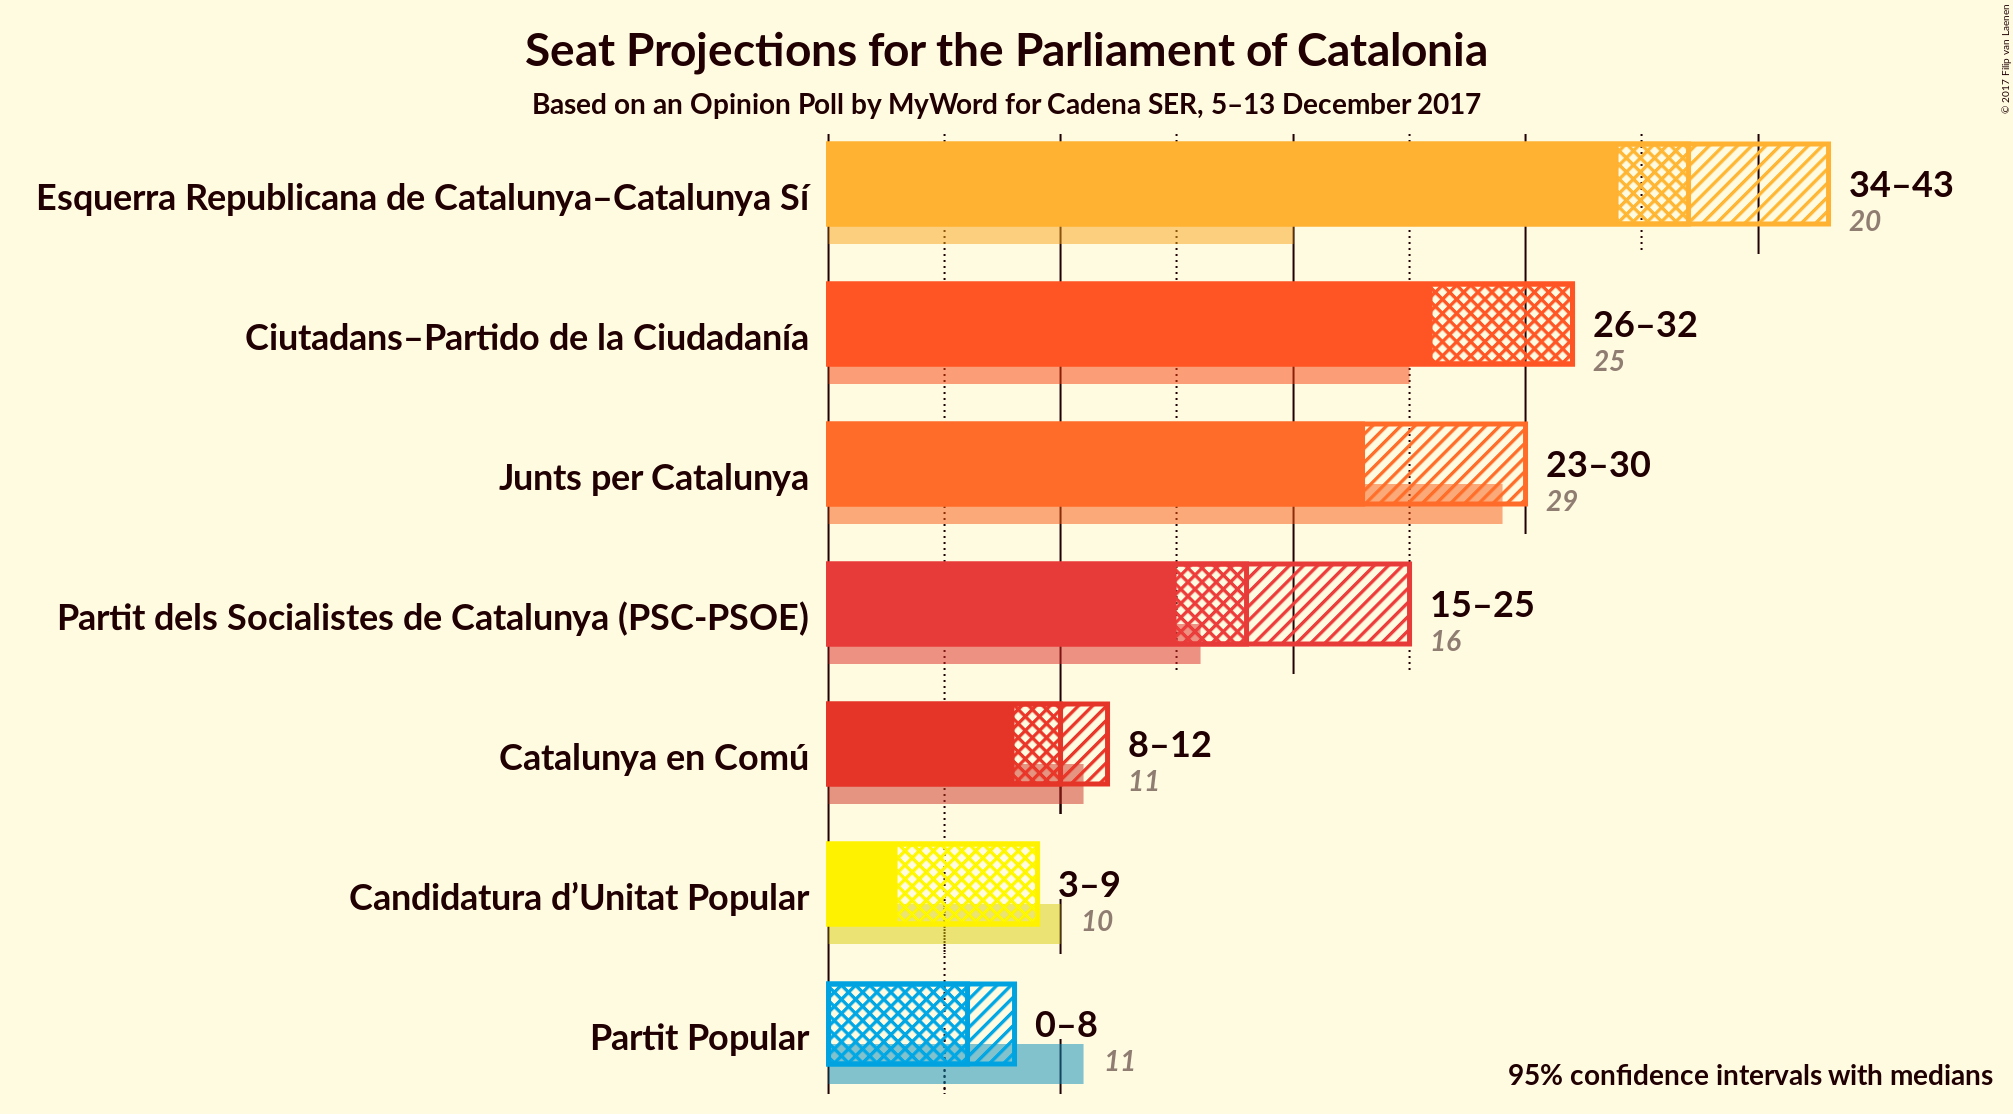 Seat Projections for the Parliament of Catalonia
Based on an Opinion Poll by MyWord for Cadena SER, 5–13 December 2017
© 2017 Filip van Laenen
Esquerra Republicana de Catalunya–Catalunya Sí
34–43
20
Ciutadans–Partido de la Ciudadanía
26–32
25
Junts per Catalunya
23–30
29
Partit dels Socialistes de Catalunya (PSC-PSOE)
15–25
16
Catalunya en Comú
8–12
11
Candidatura d’Unitat Popular
3–9
10
Partit Popular
0–8
11
95% confidence intervals with medians